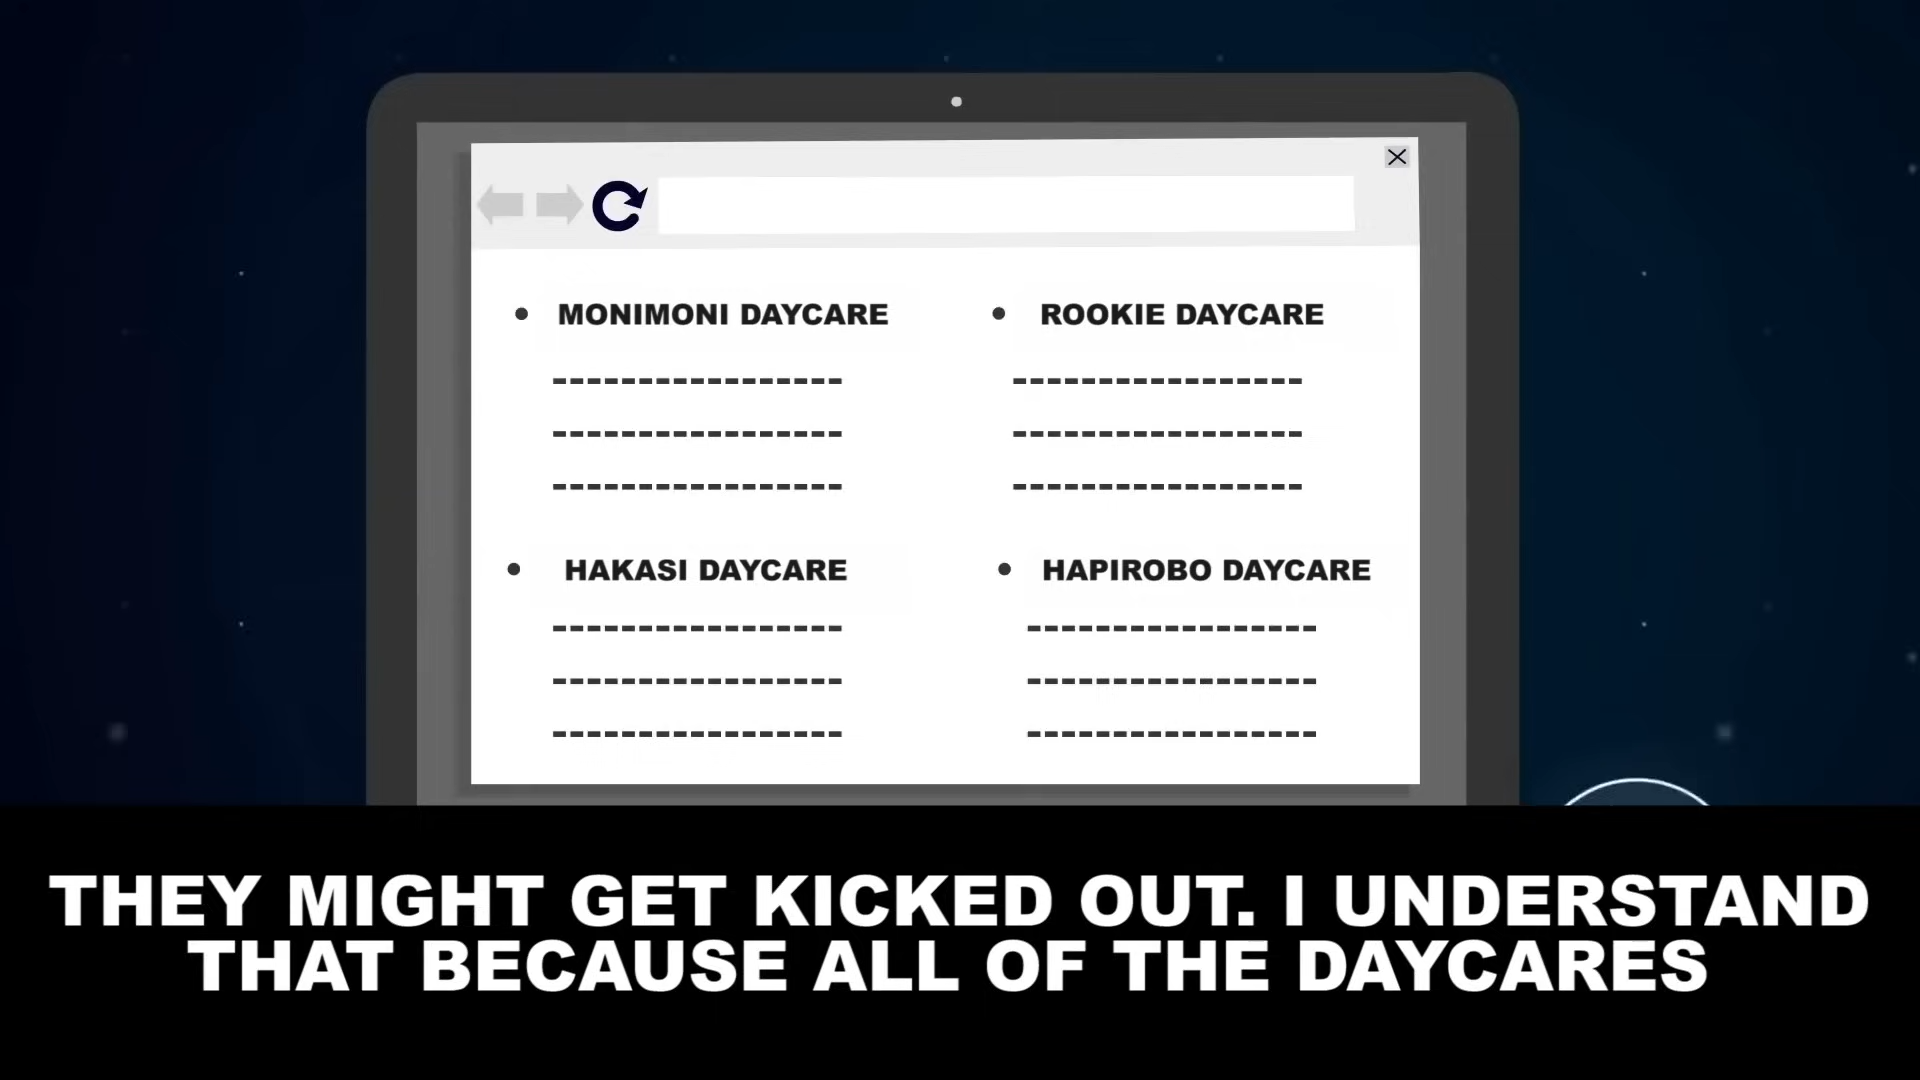 MONIMONI DAYCARE
ROOKIE DAYCARE
HAKASI DAYCARE
HAPIROBO DAYCARE
THEY MIGHT GET KICKED OUT. I UNDERSTAND
THAT BECAUSE ALL OF THE DAYCARES